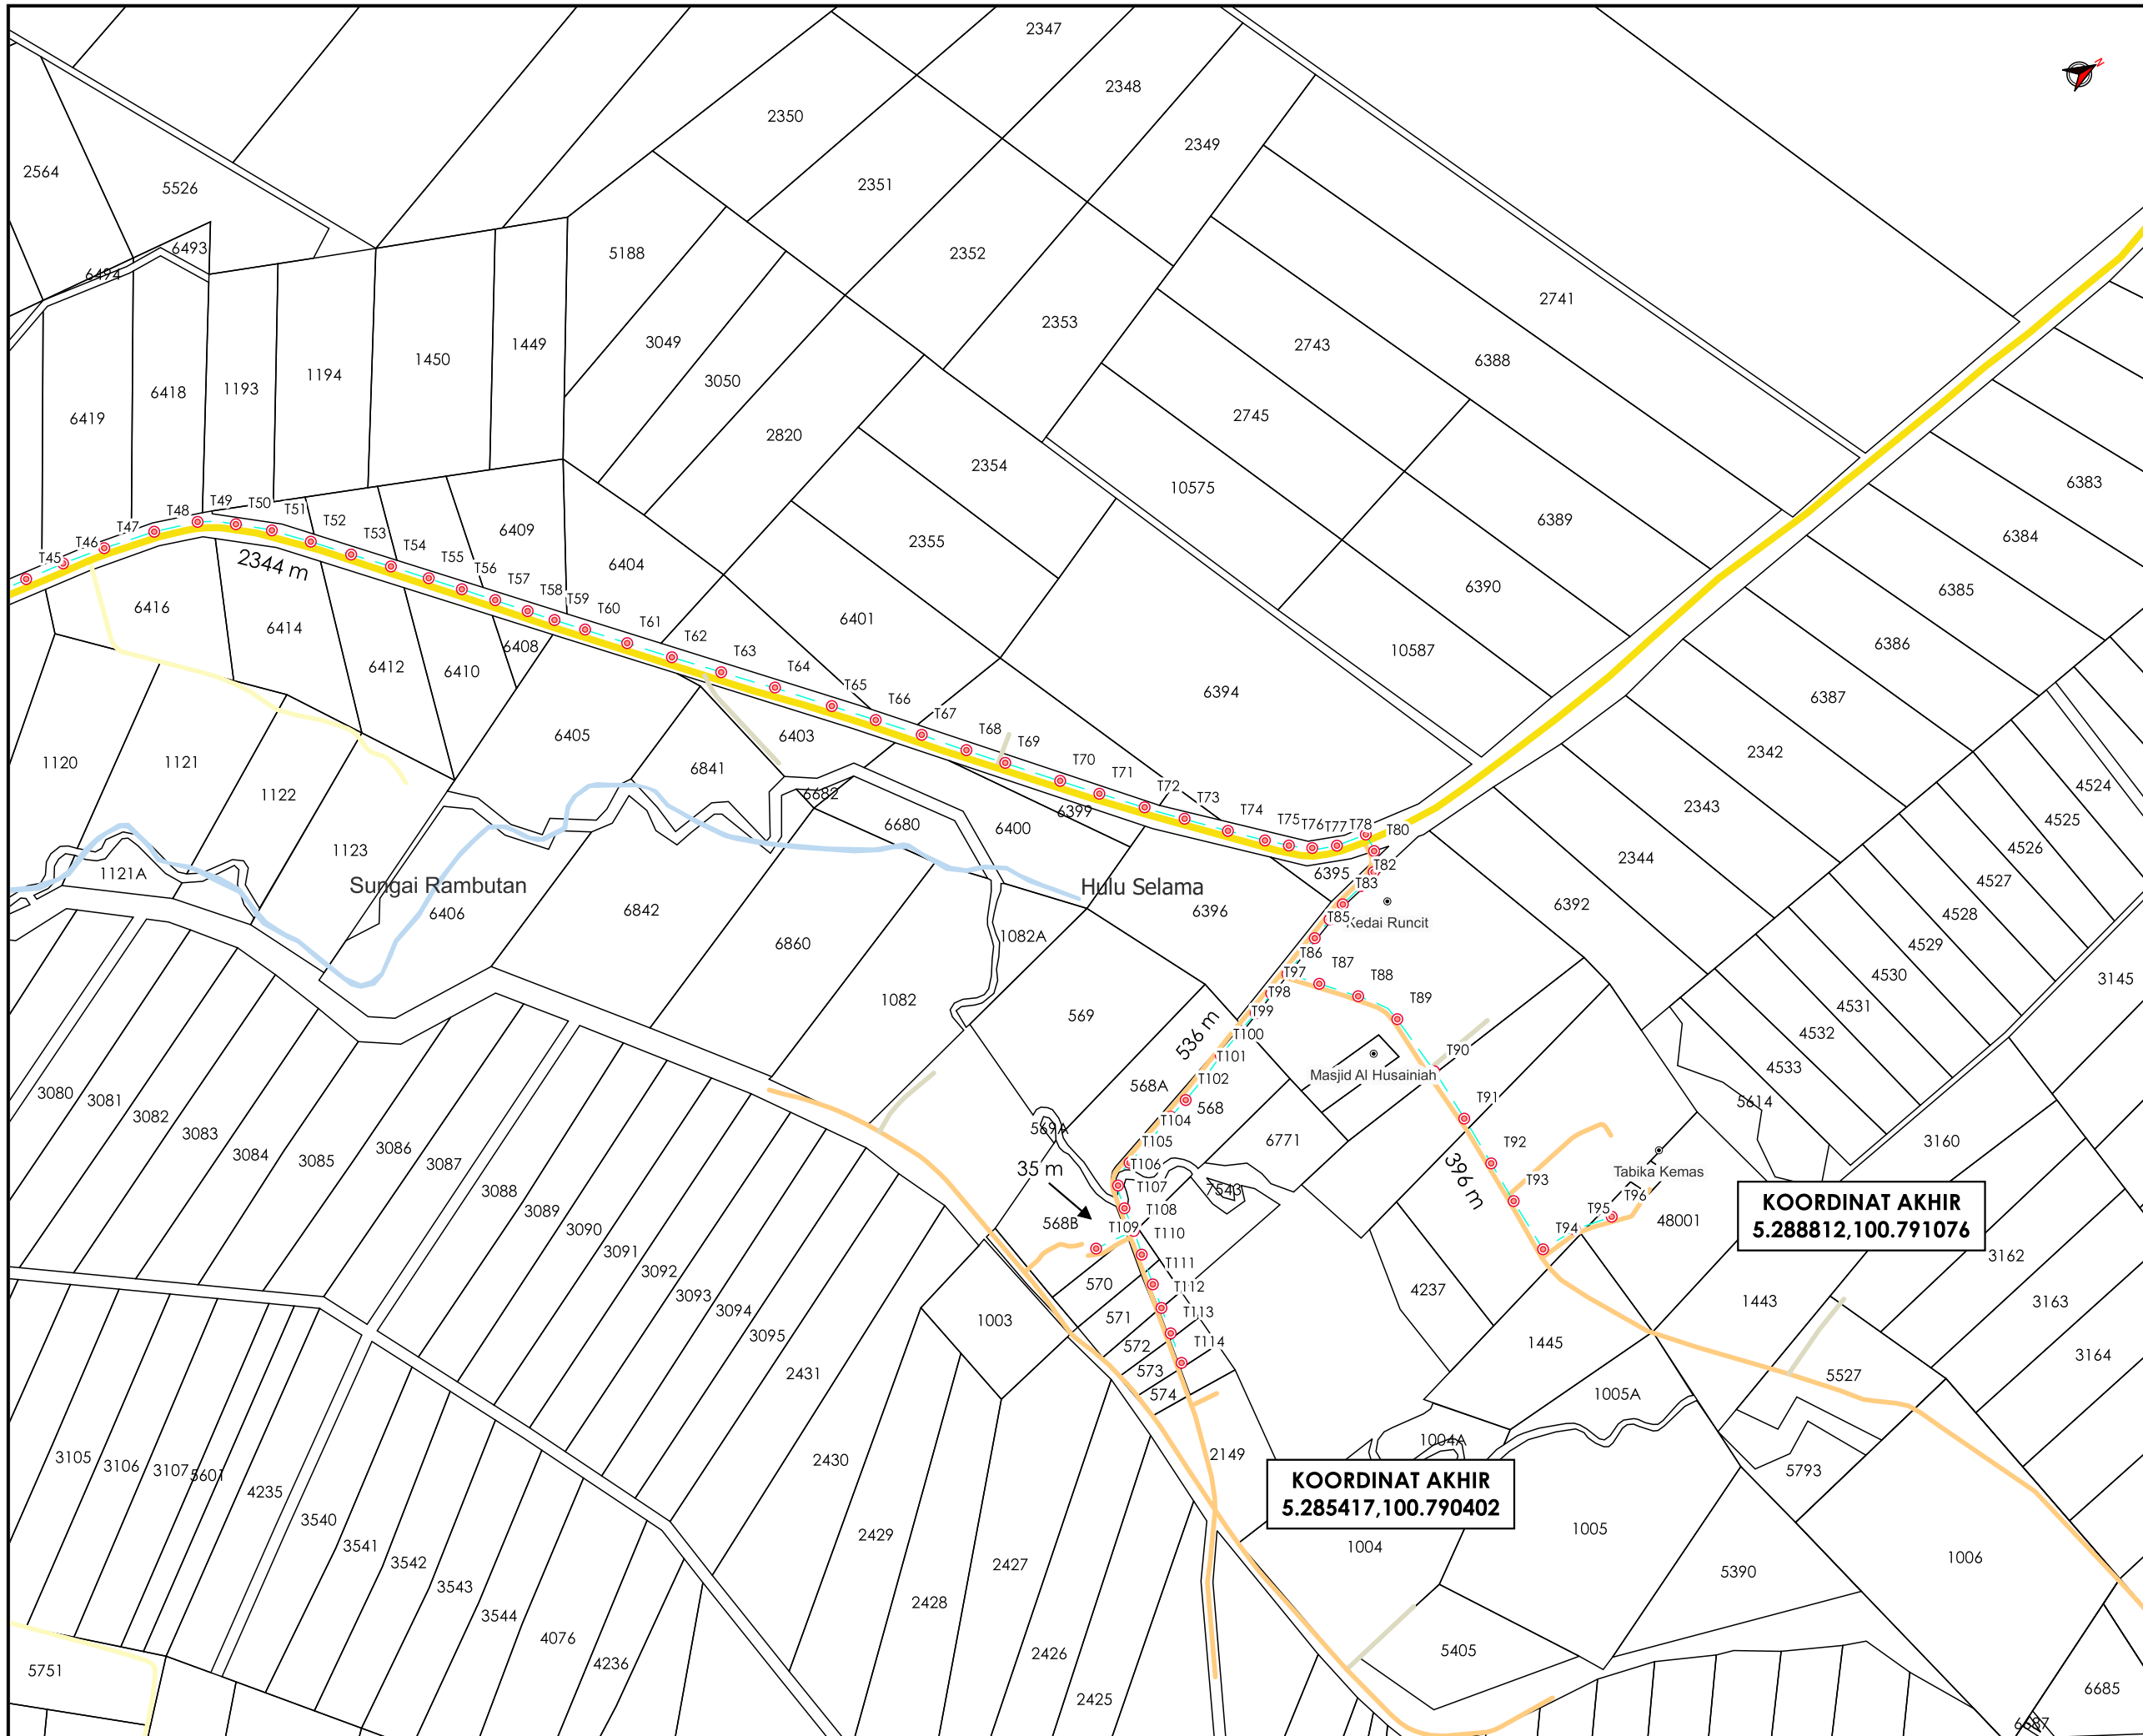 2347
N
2348
2350
2349
2564
5526
2351
6493
5188
2352
6494
2741
2353
1449
3049
2743
1450
6388
1194
3050
1193
6418
6419
2745
2820
2354
6383
10575
T49
T50
T48
T51
6389
T47
T52
6409
T53
6384
T46
T54
2355
T45
T55
6404
2344 m
T56
T57
6390
6385
T58
T59
6416
T60
6401
T61
6414
T62
6386
6408
10587
T63
6412
6410
T64
6394
6387
T65
T66
6405
T67
6403
T68
2342
T69
1120
1121
6841
T70
4524
T71
1122
6682
T72
2343
6399
T73
4525
6680
6400
T74
T75
T76
T77
T78
T80
4526
1123
2344
T82
1121A
6395
4527
Sungai Rambutan
Hulu Selama
T83
6392
6406
6842
6396
4528
T85
Kedai Runcit
1082A
6860
4529
T86
T87
T97
T88
4530
3145
T98
1082
4531
569
T99
T89
536 m
T100
4532
T101
T90
4533
Masjid Al Husainiah
T102
568A
3080
3081
568
T91
5614
3082
T104
569A
3083
6771
T105
3160
3086
T92
3084
3085
3087
T106
35 m
396 m
Tabika Kemas
T93
T107
7543
3088
T96
KOORDINAT AKHIR
5.288812,100.791076
3089
T108
T95
568B
T109
48001
3090
T110
T94
3091
3162
T111
3092
570
T112
4237
3093
1443
3163
3094
T113
571
1003
3095
T114
572
1445
3164
573
2431
5527
574
1005A
1004A
2149
3105
3106
3107
5601
2430
5793
KOORDINAT AKHIR
5.285417,100.790402
4235
3540
1005
2429
3541
1004
1006
3542
2427
5390
3543
2428
3544
4076
5405
2426
4236
5751
6685
2425
6687